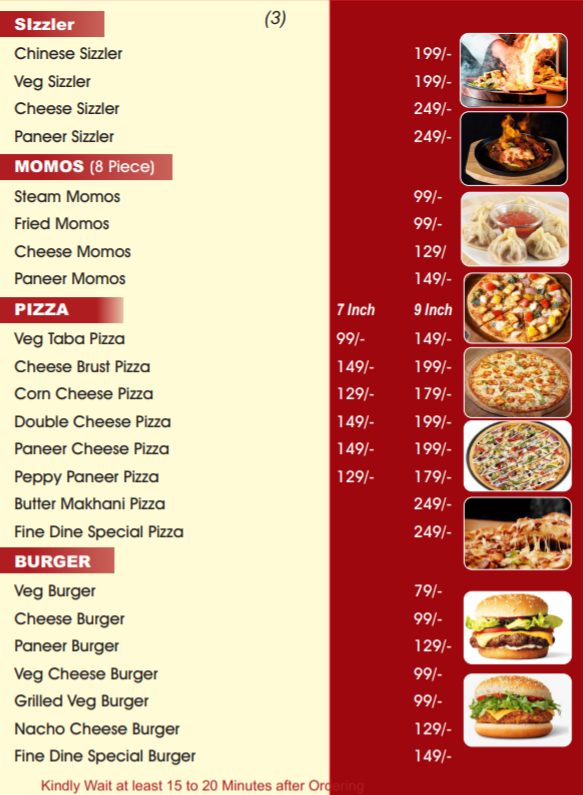 (3)
SIzzler
Chinese Sizzler 199/-
Veg Sizzler 199/-
Cheese Sizzler 249/-
Paneer Sizzler 249/-
MOMOS (8 Piece)
Steam Momos 99/-
Fried Momos 99/-
Cheese Momos 129/
Paneer Momos 149/-
PIZZA 7 Inch 9 Inch
Veg Taba Pizza 99/- 149/-
Cheese Brust Pizza 149/- 199/-
Corn Cheese Pizza 129/- 179/-
Double Cheese Pizza 149/- 199/-
Paneer Cheese Pizza 149/- 199/-
Peppy Paneer Pizza 129/- 179/-
Butter Makhani Pizza 249/-
Fine Dine Special Pizza 249/-
BURGER
Veg Burger 79/-
Cheese Burger 99/-
Paneer Burger 129/-
Veg Cheese Burger 99/-
Grilled Veg Burger 99/-
Nacho Cheese Burger 129/-
Fine Dine Special Burger 149/-
Kindly Wait at least 15 to 20 Minutes after Ordaring